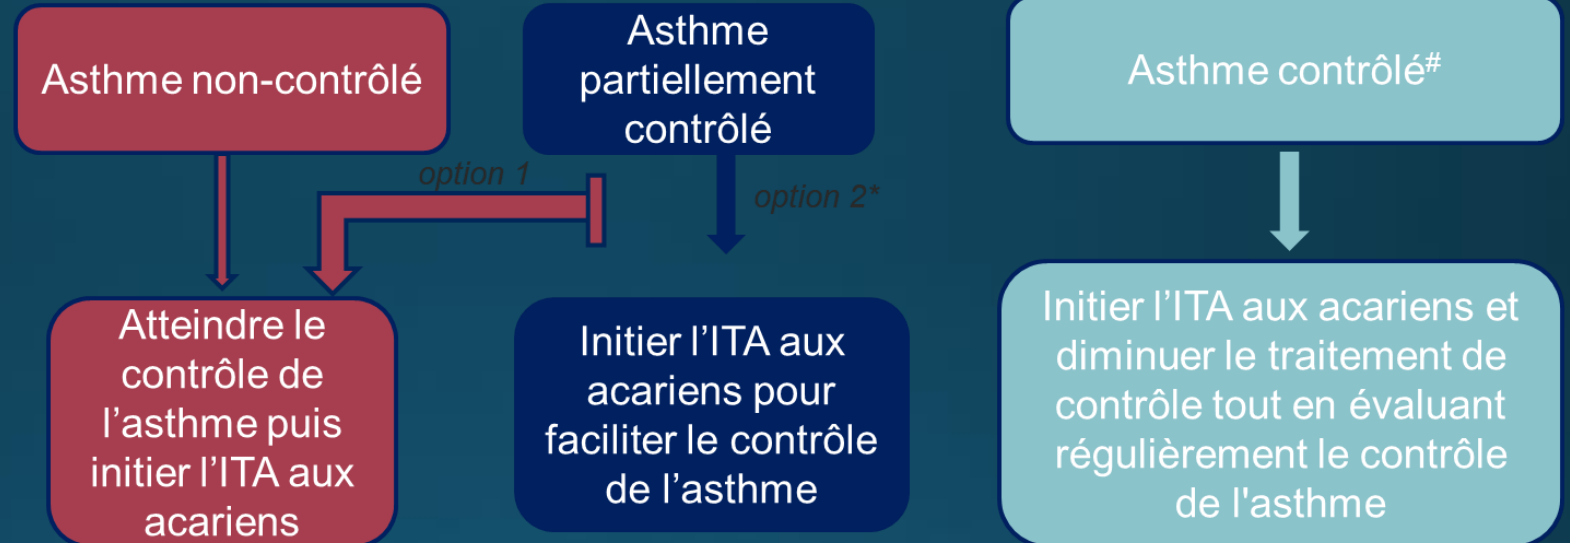 Asthme non-contrôlé
Asthme
partiellement
contrôlé
Asthme contrôlé#
option 1
option 2*
Atteindre le
contrôle de
l’asthme puis
initier l’ITA aux
acariens
Initier l’ITA aux
acariens pour
faciliter le contrôle
de l’asthme
Initier l’ITA aux acariens et
diminuer le traitement de
contrôle tout en évaluant
régulièrement le contrôle
de l'asthme